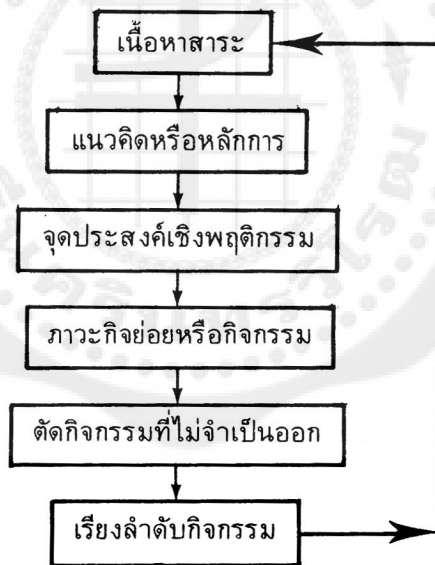 เนื้อหาสาระ
แนวคิดหรือหลักการ
จุดประสงค์เชิงพฤติกรรม
ภาวะกิจย่อยหรือกิจกรรม
ตัดกิจกรรมที่ไม่จำเป็นออก
เรียงลำดับกิจกรรม